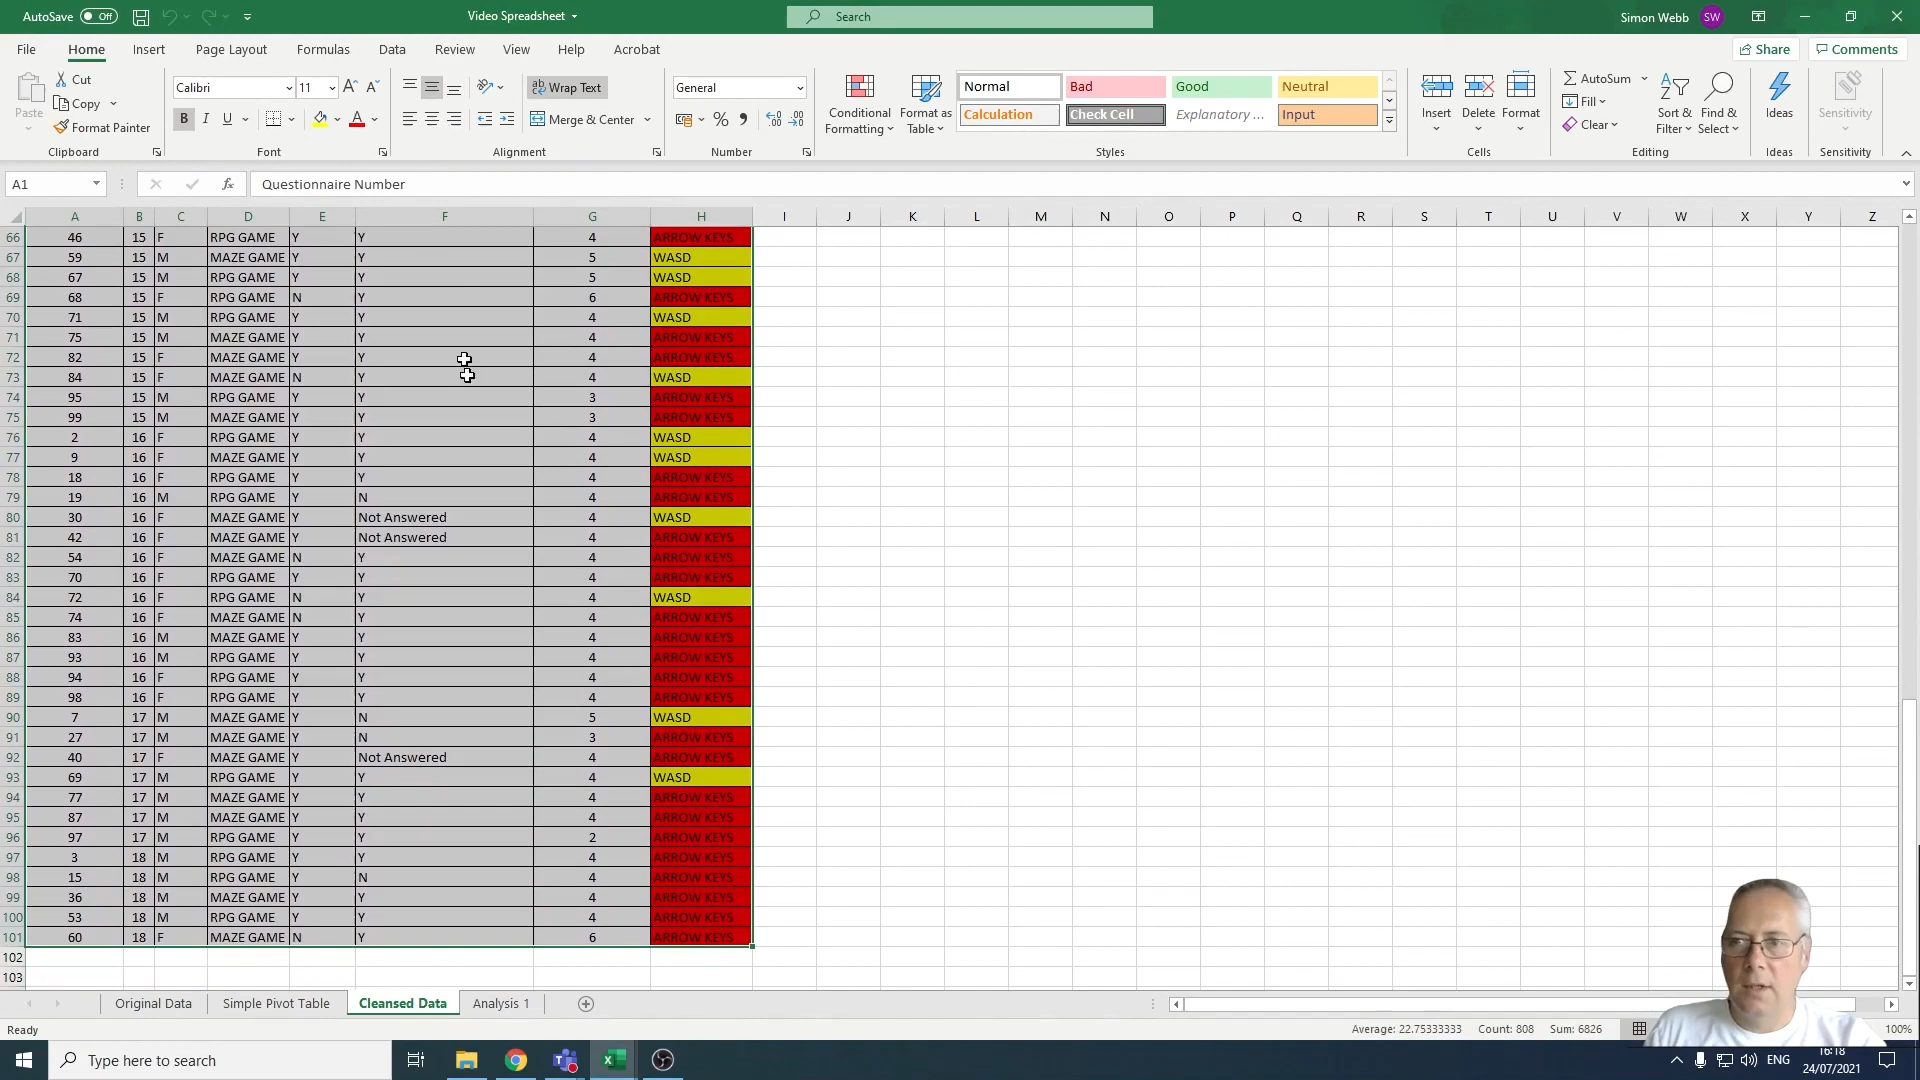 AutoSave Off Video Spreadsheet Search Simon Webb SW
File Home Insert Page Layout Formulas Data Review View Help Acrobat Share Comments
Paste Cut Copy Format Painter Clipboard
Calibri 11 A A B I U A Font
ab Wrap Text Merge & Center Alignment
General % 9 Number
Conditional Formatting Format as Table Normal Bad Good Neutral Calculation Check Cell Explanatory ... Input Styles
Insert Delete Format Cells
AutoSum Fill Clear Sort & Filter Find & Select Editing
Ideas Ideas
Sensitivity Sensitivity
A1 fx Questionnaire Number
A B C D E F G H I J K L M N O P Q R S T U V W X Y Z
66 46 15 F RPG GAME Y Y 4 ARROW KEYS
67 59 15 M MAZE GAME Y Y 5 WASD
68 67 15 M RPG GAME Y Y 5 WASD
69 68 15 F RPG GAME N Y 6 ARROW KEYS
70 71 15 M RPG GAME Y Y 4 WASD
71 75 15 M MAZE GAME Y Y 4 ARROW KEYS
72 82 15 F MAZE GAME Y Y 4 ARROW KEYS
73 84 15 F MAZE GAME N Y 4 WASD
74 95 15 M RPG GAME Y Y 3 ARROW KEYS
75 99 15 M MAZE GAME Y Y 3 ARROW KEYS
76 2 16 F RPG GAME Y Y 4 WASD
77 9 16 F MAZE GAME Y Y 4 WASD
78 18 16 F RPG GAME Y Y 4 ARROW KEYS
79 19 16 M RPG GAME Y N 4 ARROW KEYS
80 30 16 F MAZE GAME Y Not Answered 4 WASD
81 42 16 F MAZE GAME Y Not Answered 4 ARROW KEYS
82 54 16 F MAZE GAME N Y 4 ARROW KEYS
83 70 16 F RPG GAME Y Y 4 ARROW KEYS
84 72 16 F RPG GAME N Y 4 WASD
85 74 16 F MAZE GAME N Y 4 ARROW KEYS
86 83 16 M MAZE GAME Y Y 4 ARROW KEYS
87 93 16 M RPG GAME Y Y 4 ARROW KEYS
88 94 16 F RPG GAME Y Y 4 ARROW KEYS
89 98 16 F RPG GAME Y Y 4 ARROW KEYS
90 7 17 M MAZE GAME Y N 5 WASD
91 27 17 M MAZE GAME Y N 3 ARROW KEYS
92 40 17 F MAZE GAME Y Not Answered 4 ARROW KEYS
93 69 17 M RPG GAME Y Y 4 WASD
94 77 17 M MAZE GAME Y Y 4 ARROW KEYS
95 87 17 M MAZE GAME Y Y 4 ARROW KEYS
96 97 17 M RPG GAME Y Y 2 ARROW KEYS
97 3 18 M RPG GAME Y Y 4 ARROW KEYS
98 15 18 M RPG GAME Y N 4 ARROW KEYS
99 36 18 M MAZE GAME Y Y 4 ARROW KEYS
100 53 18 M RPG GAME Y Y 4 ARROW KEYS
101 60 18 F MAZE GAME N Y 6 ARROW KEYS
102
103
Original Data Simple Pivot Table Cleansed Data Analysis 1
Ready Average: 22.75333333 Count: 808 Sum: 6826 100%
Type here to search ENG 16:18
24/07/2021